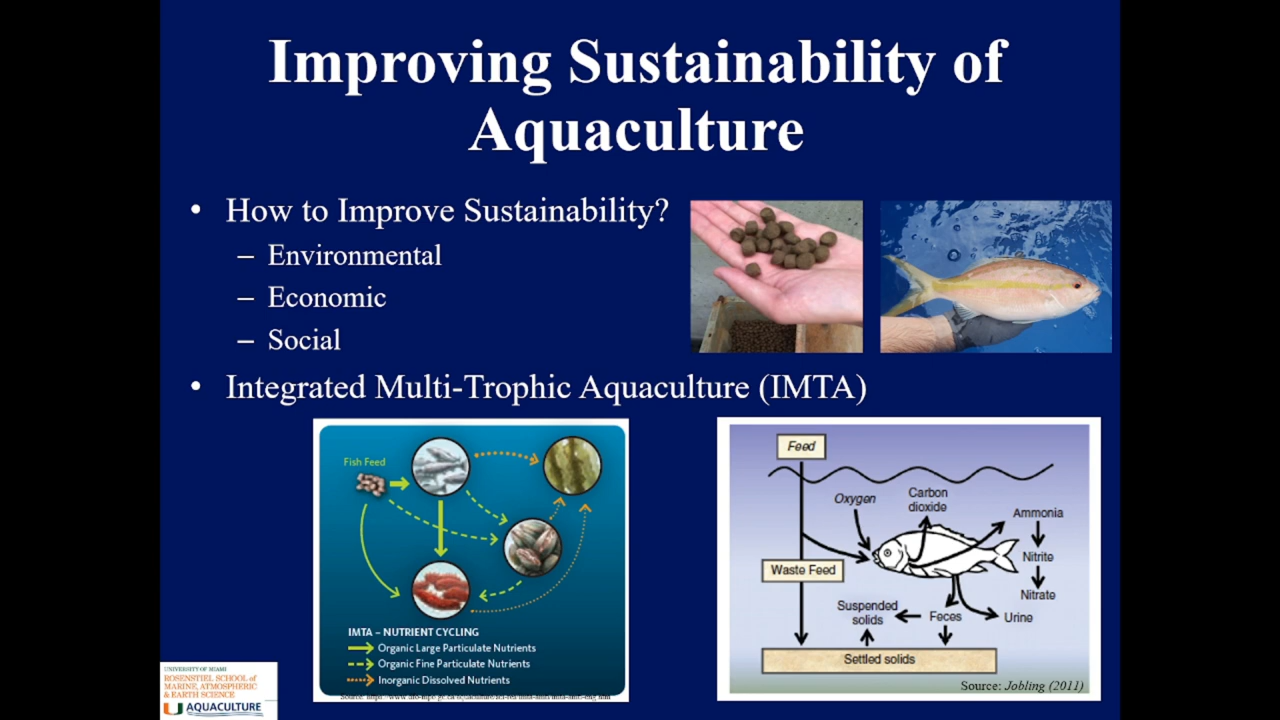 Improving Sustainability of
Aquaculture
• How to Improve Sustainability?
– Environmental
– Economic
– Social
• Integrated Multi-Trophic Aquaculture (IMTA)
Fish Feed
IMTA – NUTRIENT CYCLING
Organic Large Particulate Nutrients
Organic Fine Particulate Nutrients
Inorganic Dissolved Nutrients
Feed
Oxygen
Carbon
dioxide
Ammonia
Nitrite
Nitrate
Waste Feed
Suspended
solids
Feces
Urine
Settled solids
Source: Jobling (2011)
UNIVERSITY OF MIAMI
ROSENSTIEL SCHOOL of
MARINE, ATMOSPHERIC
& EARTH SCIENCE
AQUACULTURE